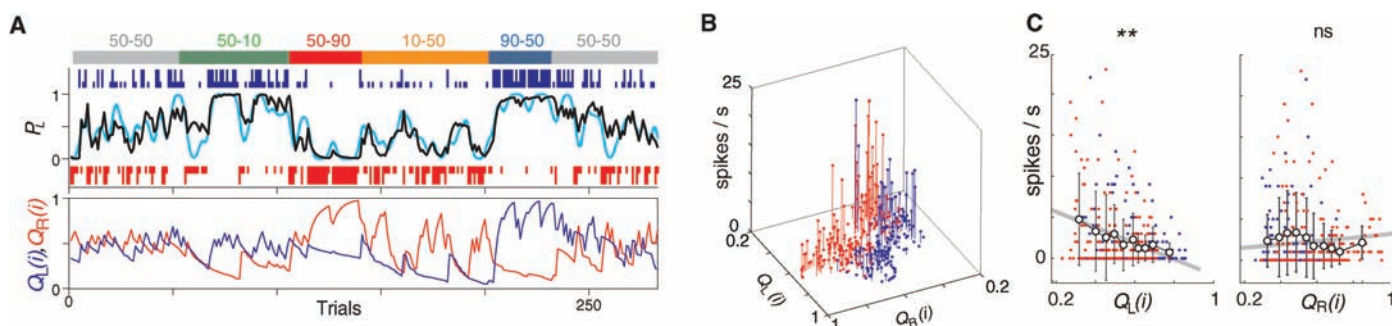 A
50-50 50-10 50-90 10-50 90-50 50-50
1
P_L
0
1
Q_L(i), Q_R(i)
0
0 250
Trials
B
25
spikes / s
0
0.2
Q_L(i)
1
1
Q_R(i)
0.2
C
** ns
25
spikes / s
0
0.2 Q_L(i) 1 0.2 Q_R(i) 1